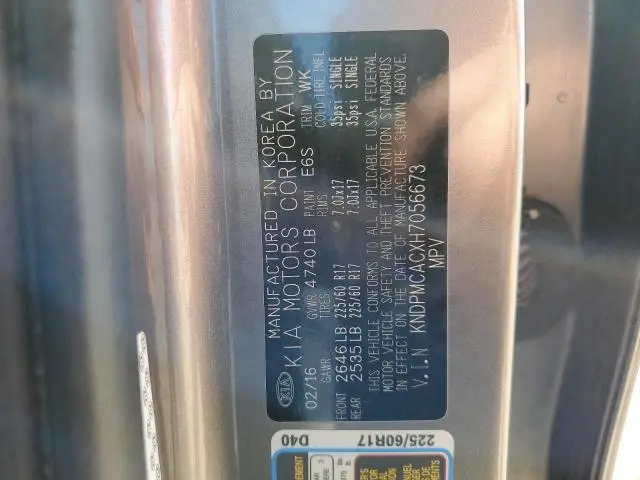 MANUFACTURED IN KOREA BY
KIA KIA MOTORS CORPORATION
02/16 GVWR 4740LB PAINT E6S TRIM WK
GAWR TIRES RIMS COLD TIRE INFL
FRONT 2646LB 225/60 R17 7.0Jx17 35psi SINGLE
REAR 2535LB 225/60 R17 7.0Jx17 35psi SINGLE
THIS VEHICLE CONFORMS TO ALL APPLICABLE U.S.A. FEDERAL
MOTOR VEHICLE SAFETY AND THEFT PREVENTION STANDARDS
IN EFFECT ON THE DATE OF MANUFACTURE SHOWN ABOVE.
V.I.N KNDPMCACXH7056673
MPV
D40
225/60R17